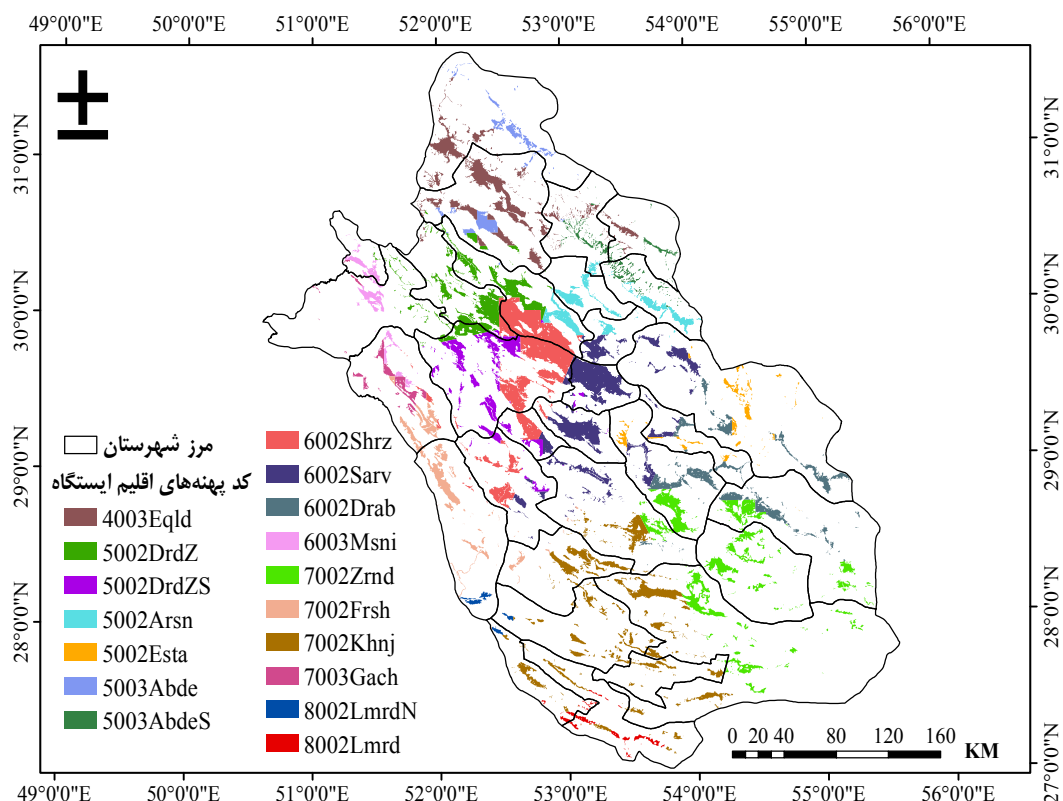 49°0'0"E 50°0'0"E 51°0'0"E 52°0'0"E 53°0'0"E 54°0'0"E 55°0'0"E 56°0'0"E
31°0'0"N
30°0'0"N
29°0'0"N
28°0'0"N
31°0'0"N
30°0'0"N
29°0'0"N
28°0'0"N
27°0'0"N
مرز شهرستان
کد پهنه‌های اقلیم ایستگاه
4003Eqld
5002DrdZ
5002DrdZS
5002Arsn
5002Esta
5003Abde
5003AbdeS
6002Shrz
6002Sarv
6002Drab
6003Msni
7002Zrnd
7002Frsh
7002Khnj
7003Gach
8002LmrdN
8002Lmrd
0 20 40 80 120 160
KM
49°0'0"E 50°0'0"E 51°0'0"E 52°0'0"E 53°0'0"E 54°0'0"E 55°0'0"E 56°0'0"E